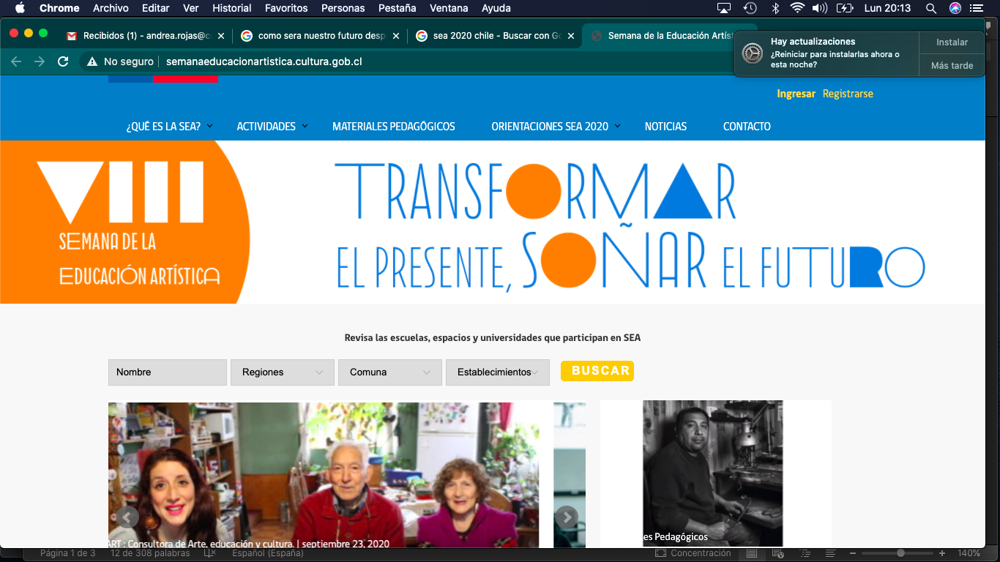 Chrome Archivo Editar Ver Historial Favoritos Personas Pestaña Ventana Ayuda
Lun 20:13
Recibidos (1) - andrea.rojas@c
como sera nuestro futuro desp
sea 2020 chile - Buscar con Go
Semana de la Educación Artís
Hay actualizaciones
¿Reiniciar para instalarlas ahora o
esta noche?
Instalar
Más tarde
No seguro semanaeducacionartistica.cultura.gob.cl
Ingresar Registrarse
¿QUÉ ES LA SEA? ACTIVIDADES MATERIALES PEDAGÓGICOS ORIENTACIONES SEA 2020 NOTICIAS CONTACTO
VIII
SEMANA DE LA
EDUCACIÓN ARTÍSTICA
TRANSFORMAR
EL PRESENTE, SOÑAR EL FUTURO
Revisa las escuelas, espacios y universidades que participan en SEA
Nombre Regiones Comuna Establecimientos BUSCAR
ART : Consultora de Arte, educación y cultura. | septiembre 23, 2020
es Pedagógicos
Página 1 de 3 12 de 308 palabras Español (España) Concentración 140%